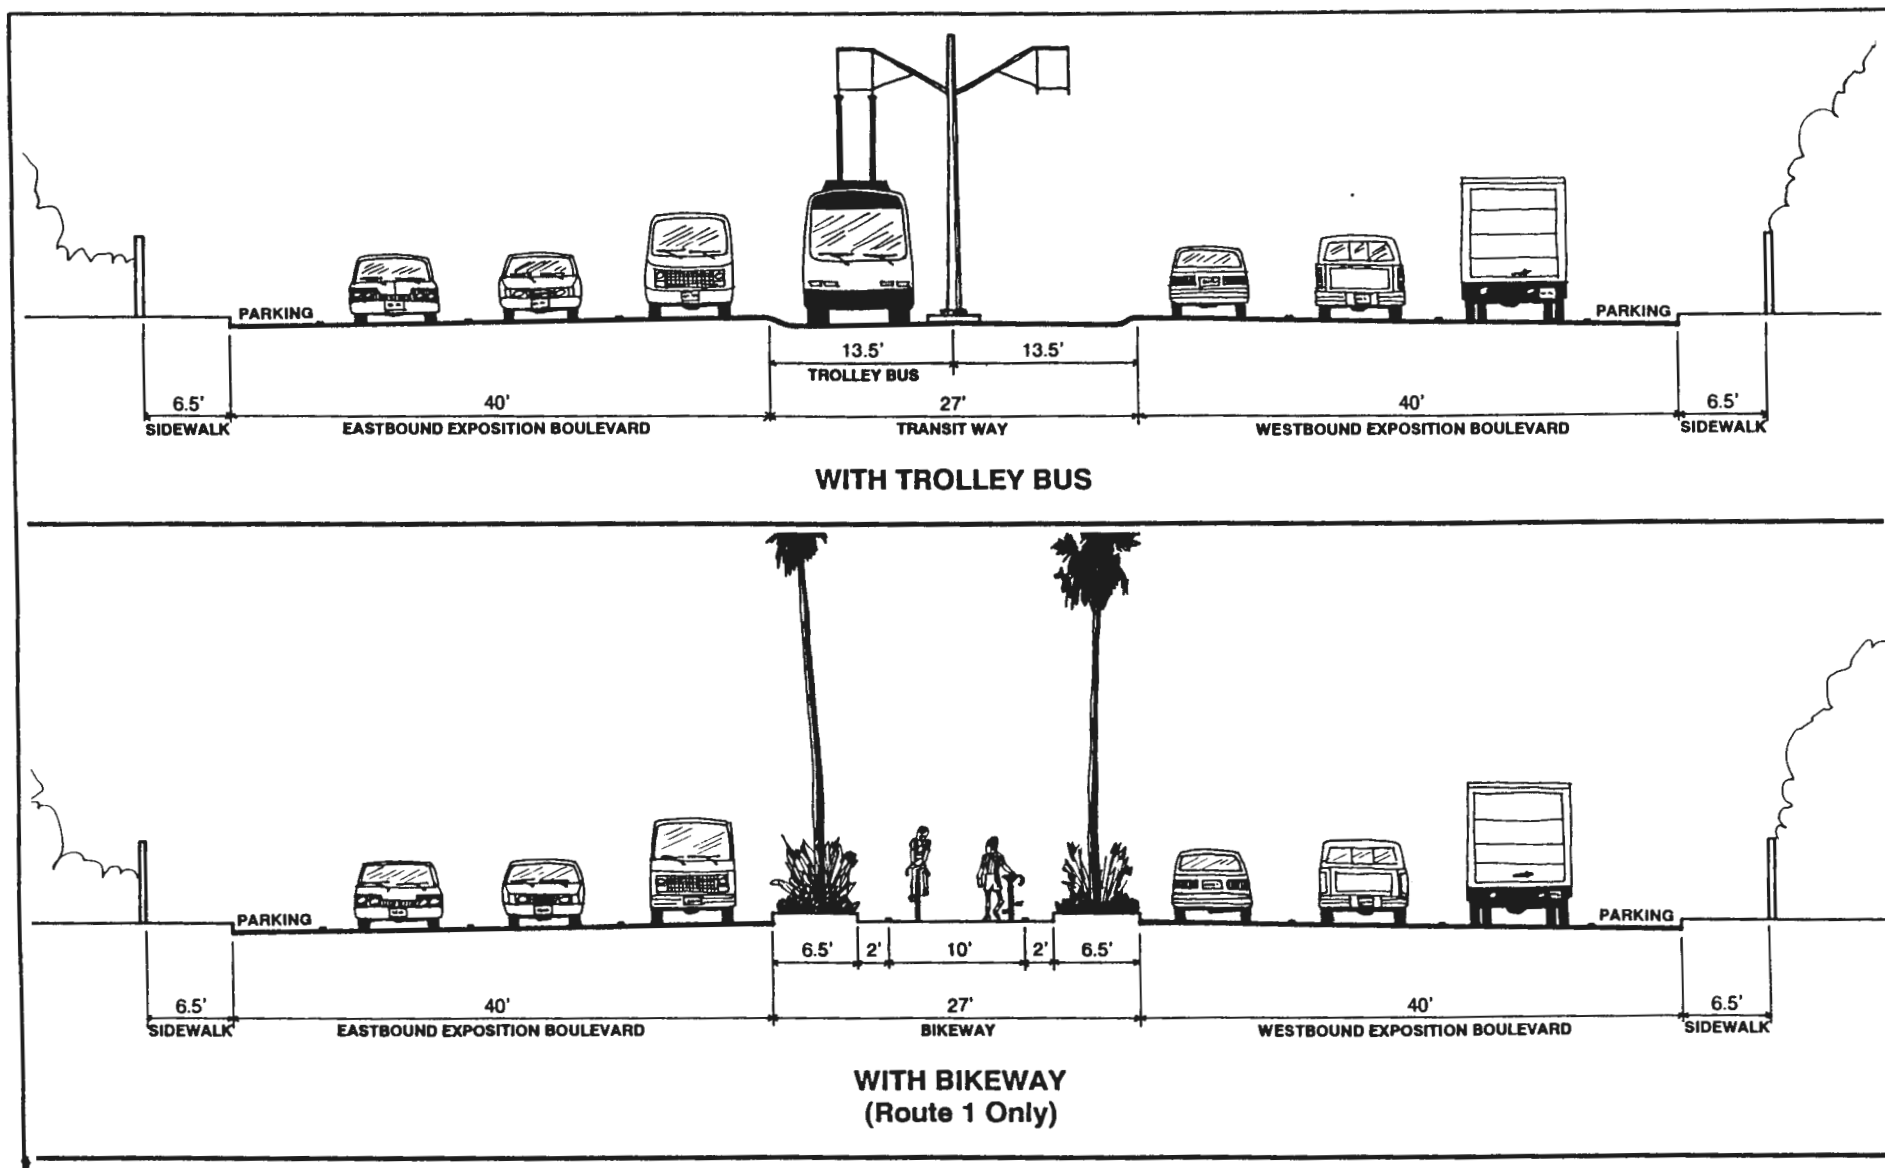 PARKING
PARKING
13.5' 13.5'
TROLLEY BUS
6.5' 40' 27' 40' 6.5'
SIDEWALK EASTBOUND EXPOSITION BOULEVARD TRANSIT WAY WESTBOUND EXPOSITION BOULEVARD SIDEWALK
WITH TROLLEY BUS
PARKING
PARKING
6.5' 2' 10' 2' 6.5'
6.5' 40' 27' 40' 6.5'
SIDEWALK EASTBOUND EXPOSITION BOULEVARD BIKEWAY WESTBOUND EXPOSITION BOULEVARD SIDEWALK
WITH BIKEWAY
(Route 1 Only)